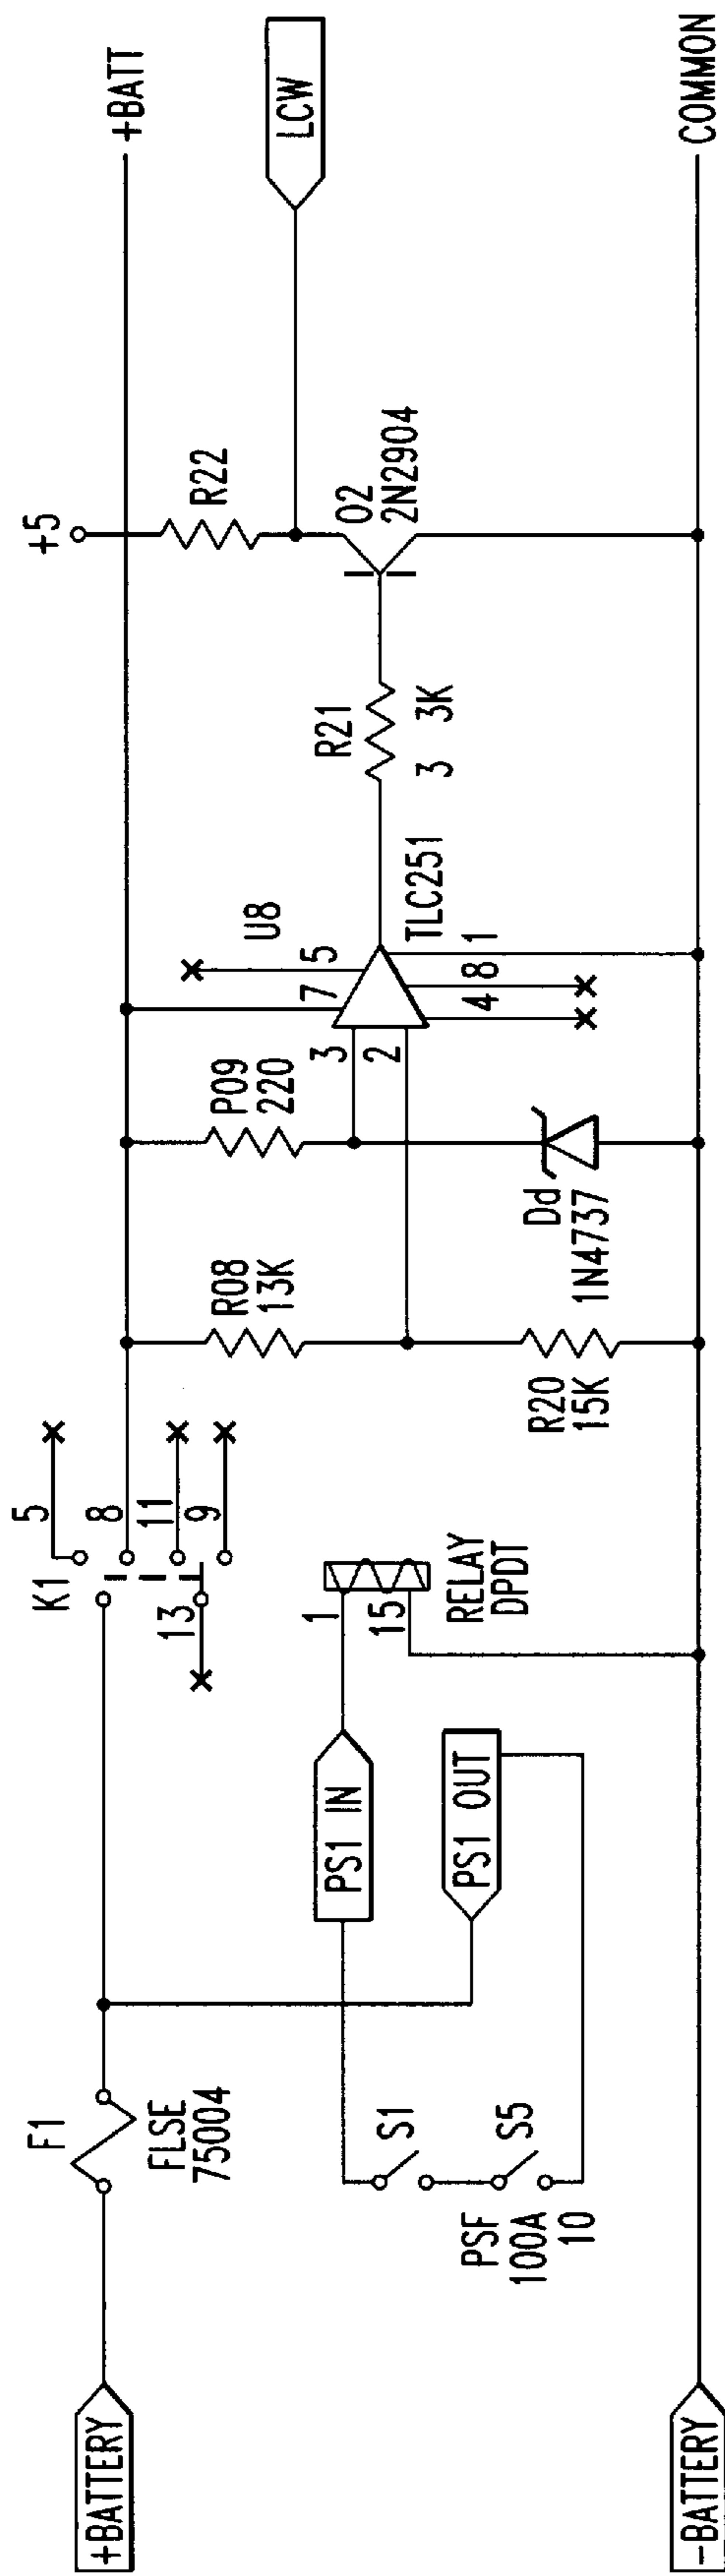 +BATTERY
F1
FLSE
75004
K1
5
8
11
9
13
+BATT
+5
R22
LCW
R08
13K
P09
220
U8
7
5
3
2
4
8
1
TLC251
R21
3 3K
O2
2N2904
PS1 IN
PS1 OUT
1
15
RELAY
DPDT
S1
S5
PSF
100A
10
R20
15K
Dd
1N4737
-BATTERY
COMMON